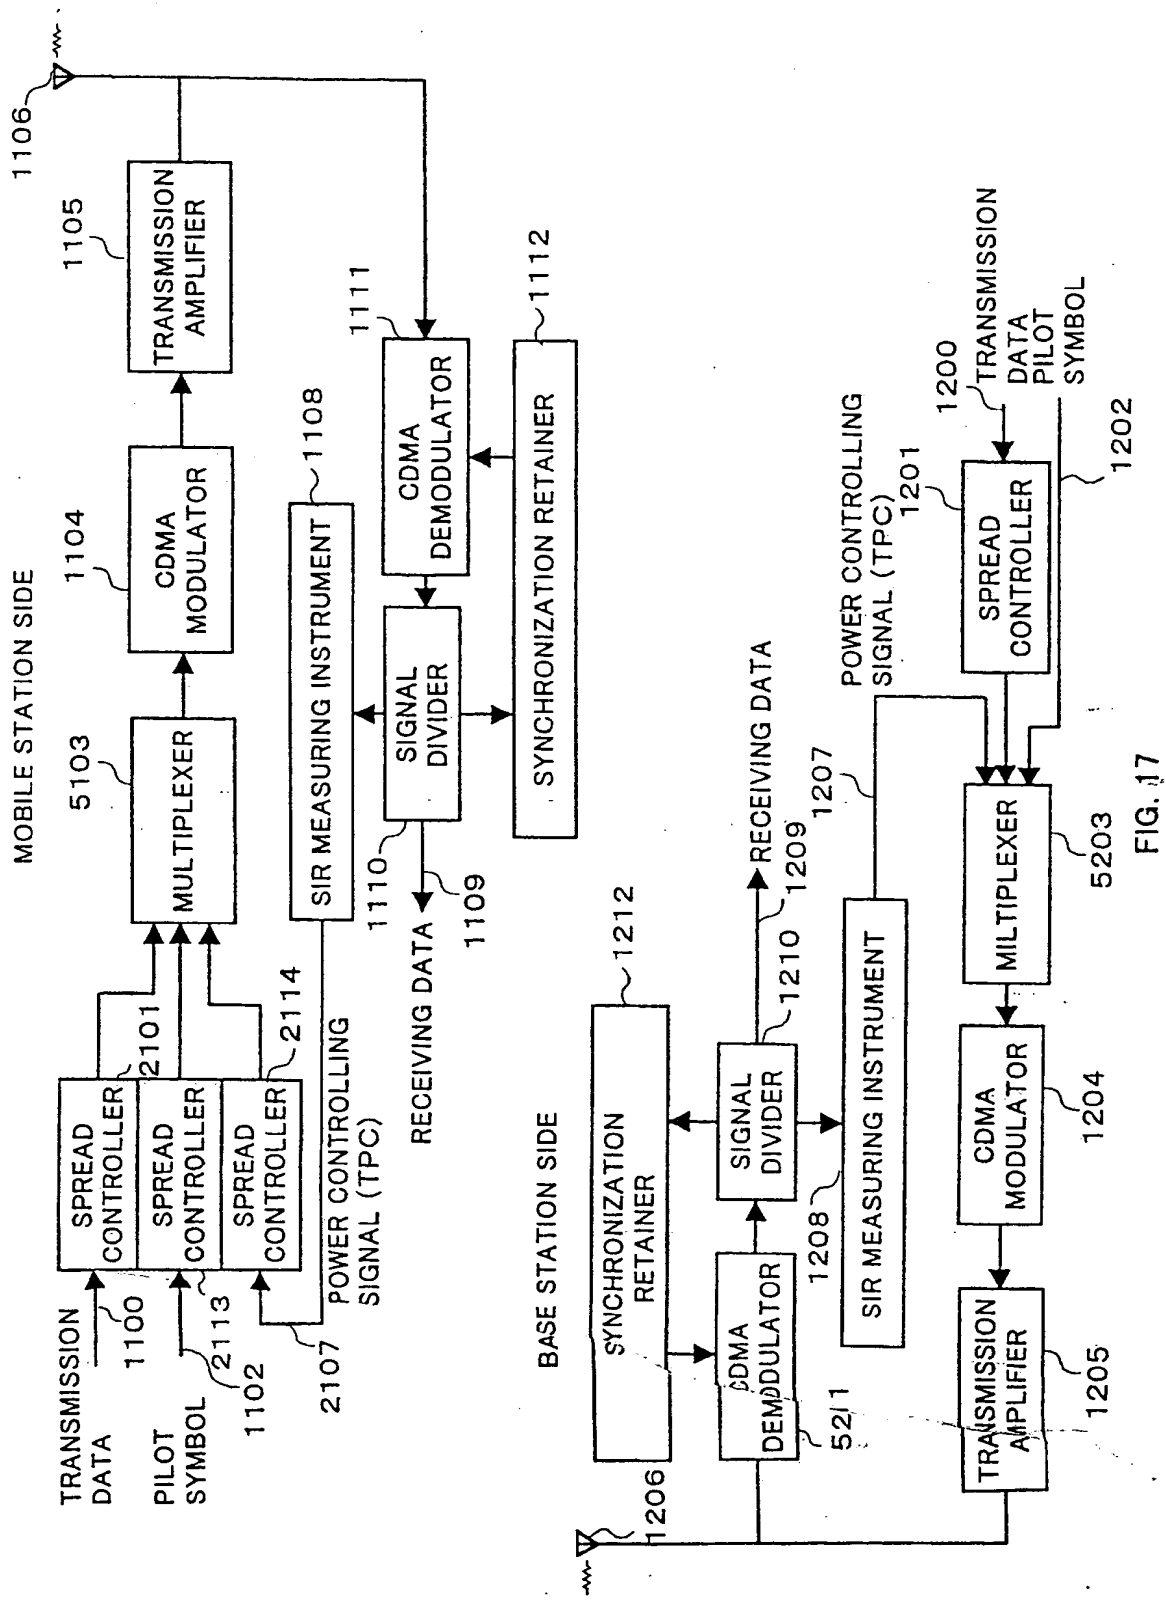 MOBILE STATION SIDE
TRANSMISSION
DATA
1100
PILOT
SYMBOL
1102
2113
2107
SPREAD
CONTROLLER
2101
SPREAD
CONTROLLER
SPREAD
CONTROLLER
2114
MULTIPLEXER
5103
CDMA
MODULATOR
1104
TRANSMISSION
AMPLIFIER
1105
1106
POWER CONTROLLING
SIGNAL (TPC)
SIR MEASURING INSTRUMENT
1108
RECEIVING DATA
1109
1110
SIGNAL
DIVIDER
CDMA
DEMODULATOR
1111
SYNCHRONIZATION RETAINER
1112
BASE STATION SIDE
1206
SYNCHRONIZATION
RETAINER
1212
CDMA
DEMODULATOR
5211
SIGNAL
DIVIDER
1210
1209
RECEIVING DATA
1208
SIR MEASURING INSTRUMENT
1207
POWER CONTROLLING
SIGNAL (TPC)
TRANSMISSION
AMPLIFIER
1205
CDMA
MODULATOR
1204
MILTIPLEXER
5203
SPREAD
CONTROLLER
1201
1200
TRANSMISSION
DATA
PILOT
SYMBOL
1202
FIG. 17